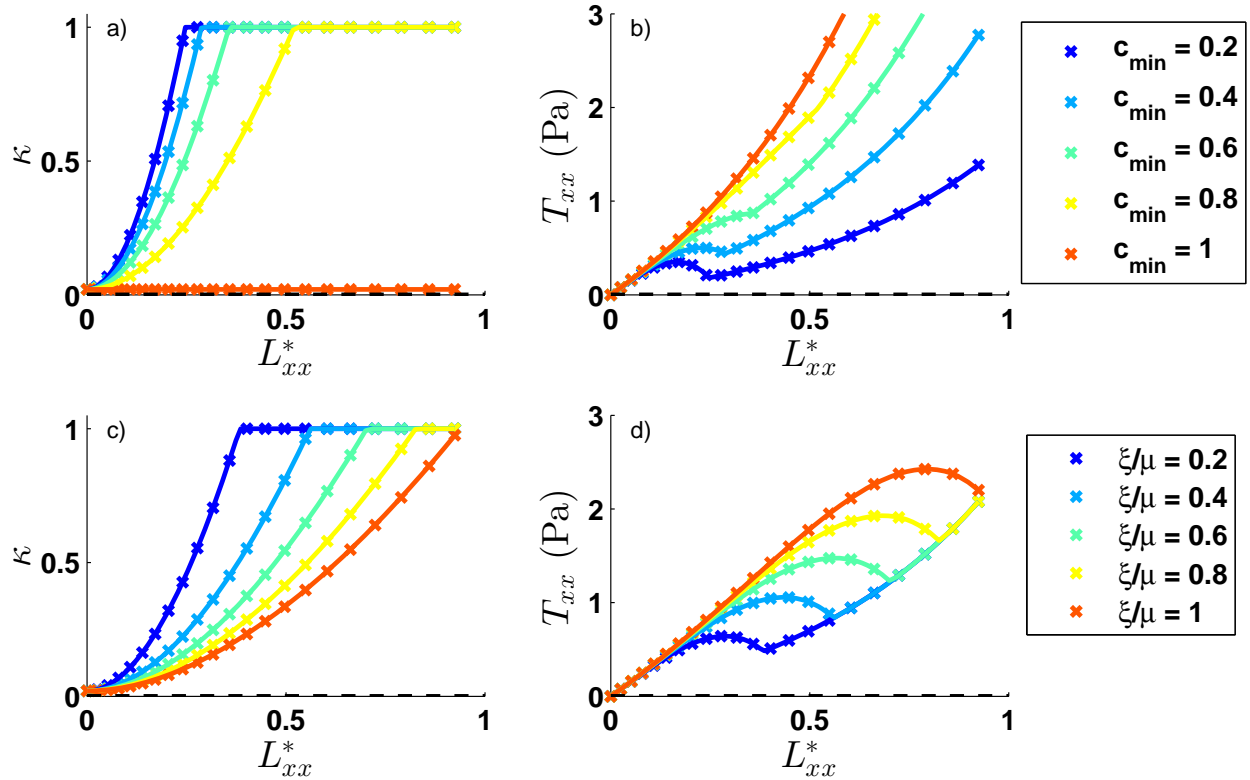 a)
1
0.5
0
κ
0 0.5 1
L*xx
b)
3
2
1
0
Txx (Pa)
0 0.5 1
L*xx
cmin = 0.2
cmin = 0.4
cmin = 0.6
cmin = 0.8
cmin = 1
c)
1
0.5
0
κ
0 0.5 1
L*xx
d)
3
2
1
0
Txx (Pa)
0 0.5 1
L*xx
ξ/μ = 0.2
ξ/μ = 0.4
ξ/μ = 0.6
ξ/μ = 0.8
ξ/μ = 1